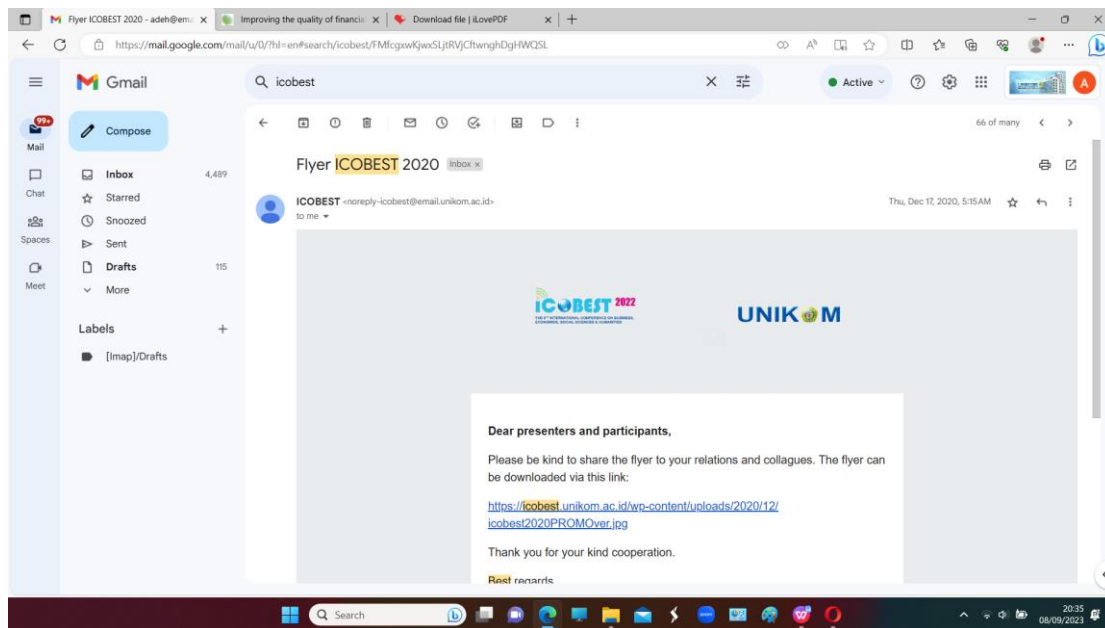 Flyer ICOBEST 2020 - adeh@ema
Improving the quality of financia
Download file | iLovePDF
https://mail.google.com/mail/u/0/?hl=en#search/icobest/FMfcgxwKjwxSLjtRVjCftwnghDgHWQSL
Gmail
icobest
Active
99+
Mail
Compose
66 of many
Chat
Spaces
Meet
Inbox 4,489
Starred
Snoozed
Sent
Drafts 115
More
Labels
[Imap]/Drafts
Flyer ICOBEST 2020 Inbox x
ICOBEST <noreply-icobest@email.unikom.ac.id>
Thu, Dec 17, 2020, 5:15 AM
to me
ICOBEST 2022
UNIKOM
Dear presenters and participants,
Please be kind to share the flyer to your relations and collagues. The flyer can
be downloaded via this link:
https://icobest.unikom.ac.id/wp-content/uploads/2020/12/
icobest2020PROMOver.jpg
Thank you for your kind cooperation.
Best regards
Search
20:35
08/09/2023